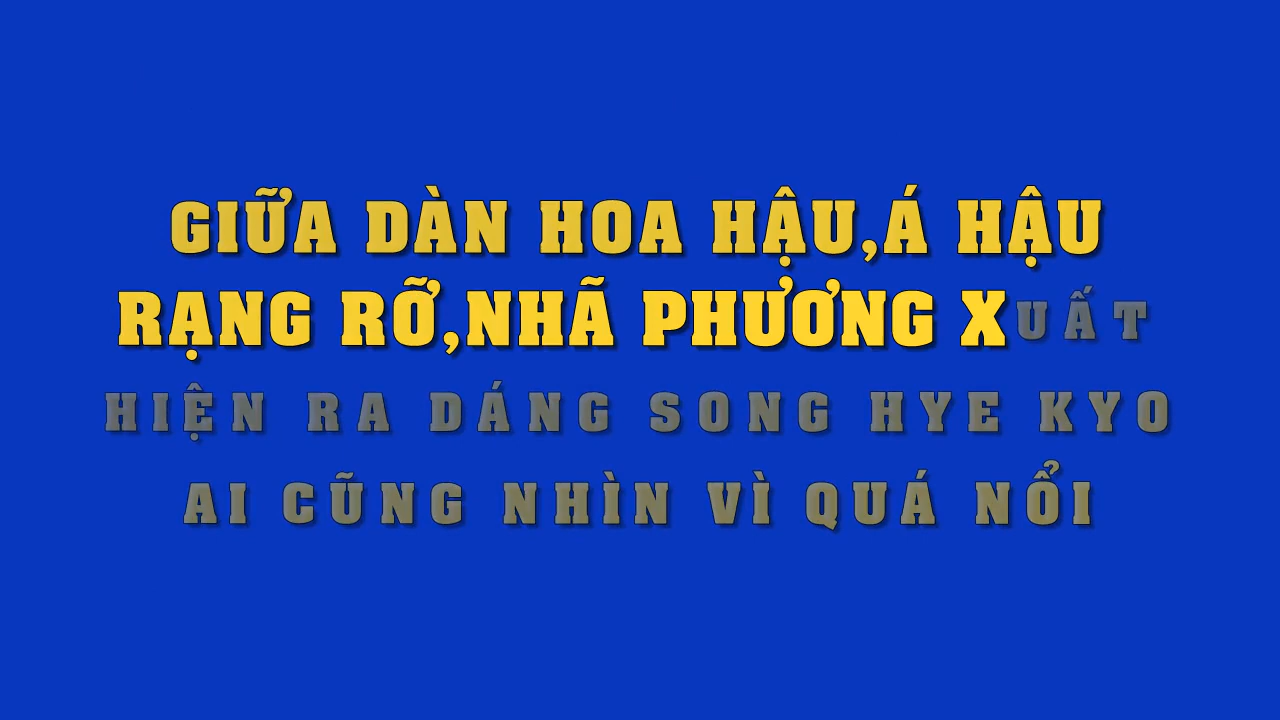 GIỮA DÀN HOA HẬU,Á HẬU
RẠNG RỠ,NHÃ PHƯƠNG XUẤT
HIỆN RA DÁNG SONG HYE KYO
AI CŨNG NHÌN VÌ QUÁ NỔI